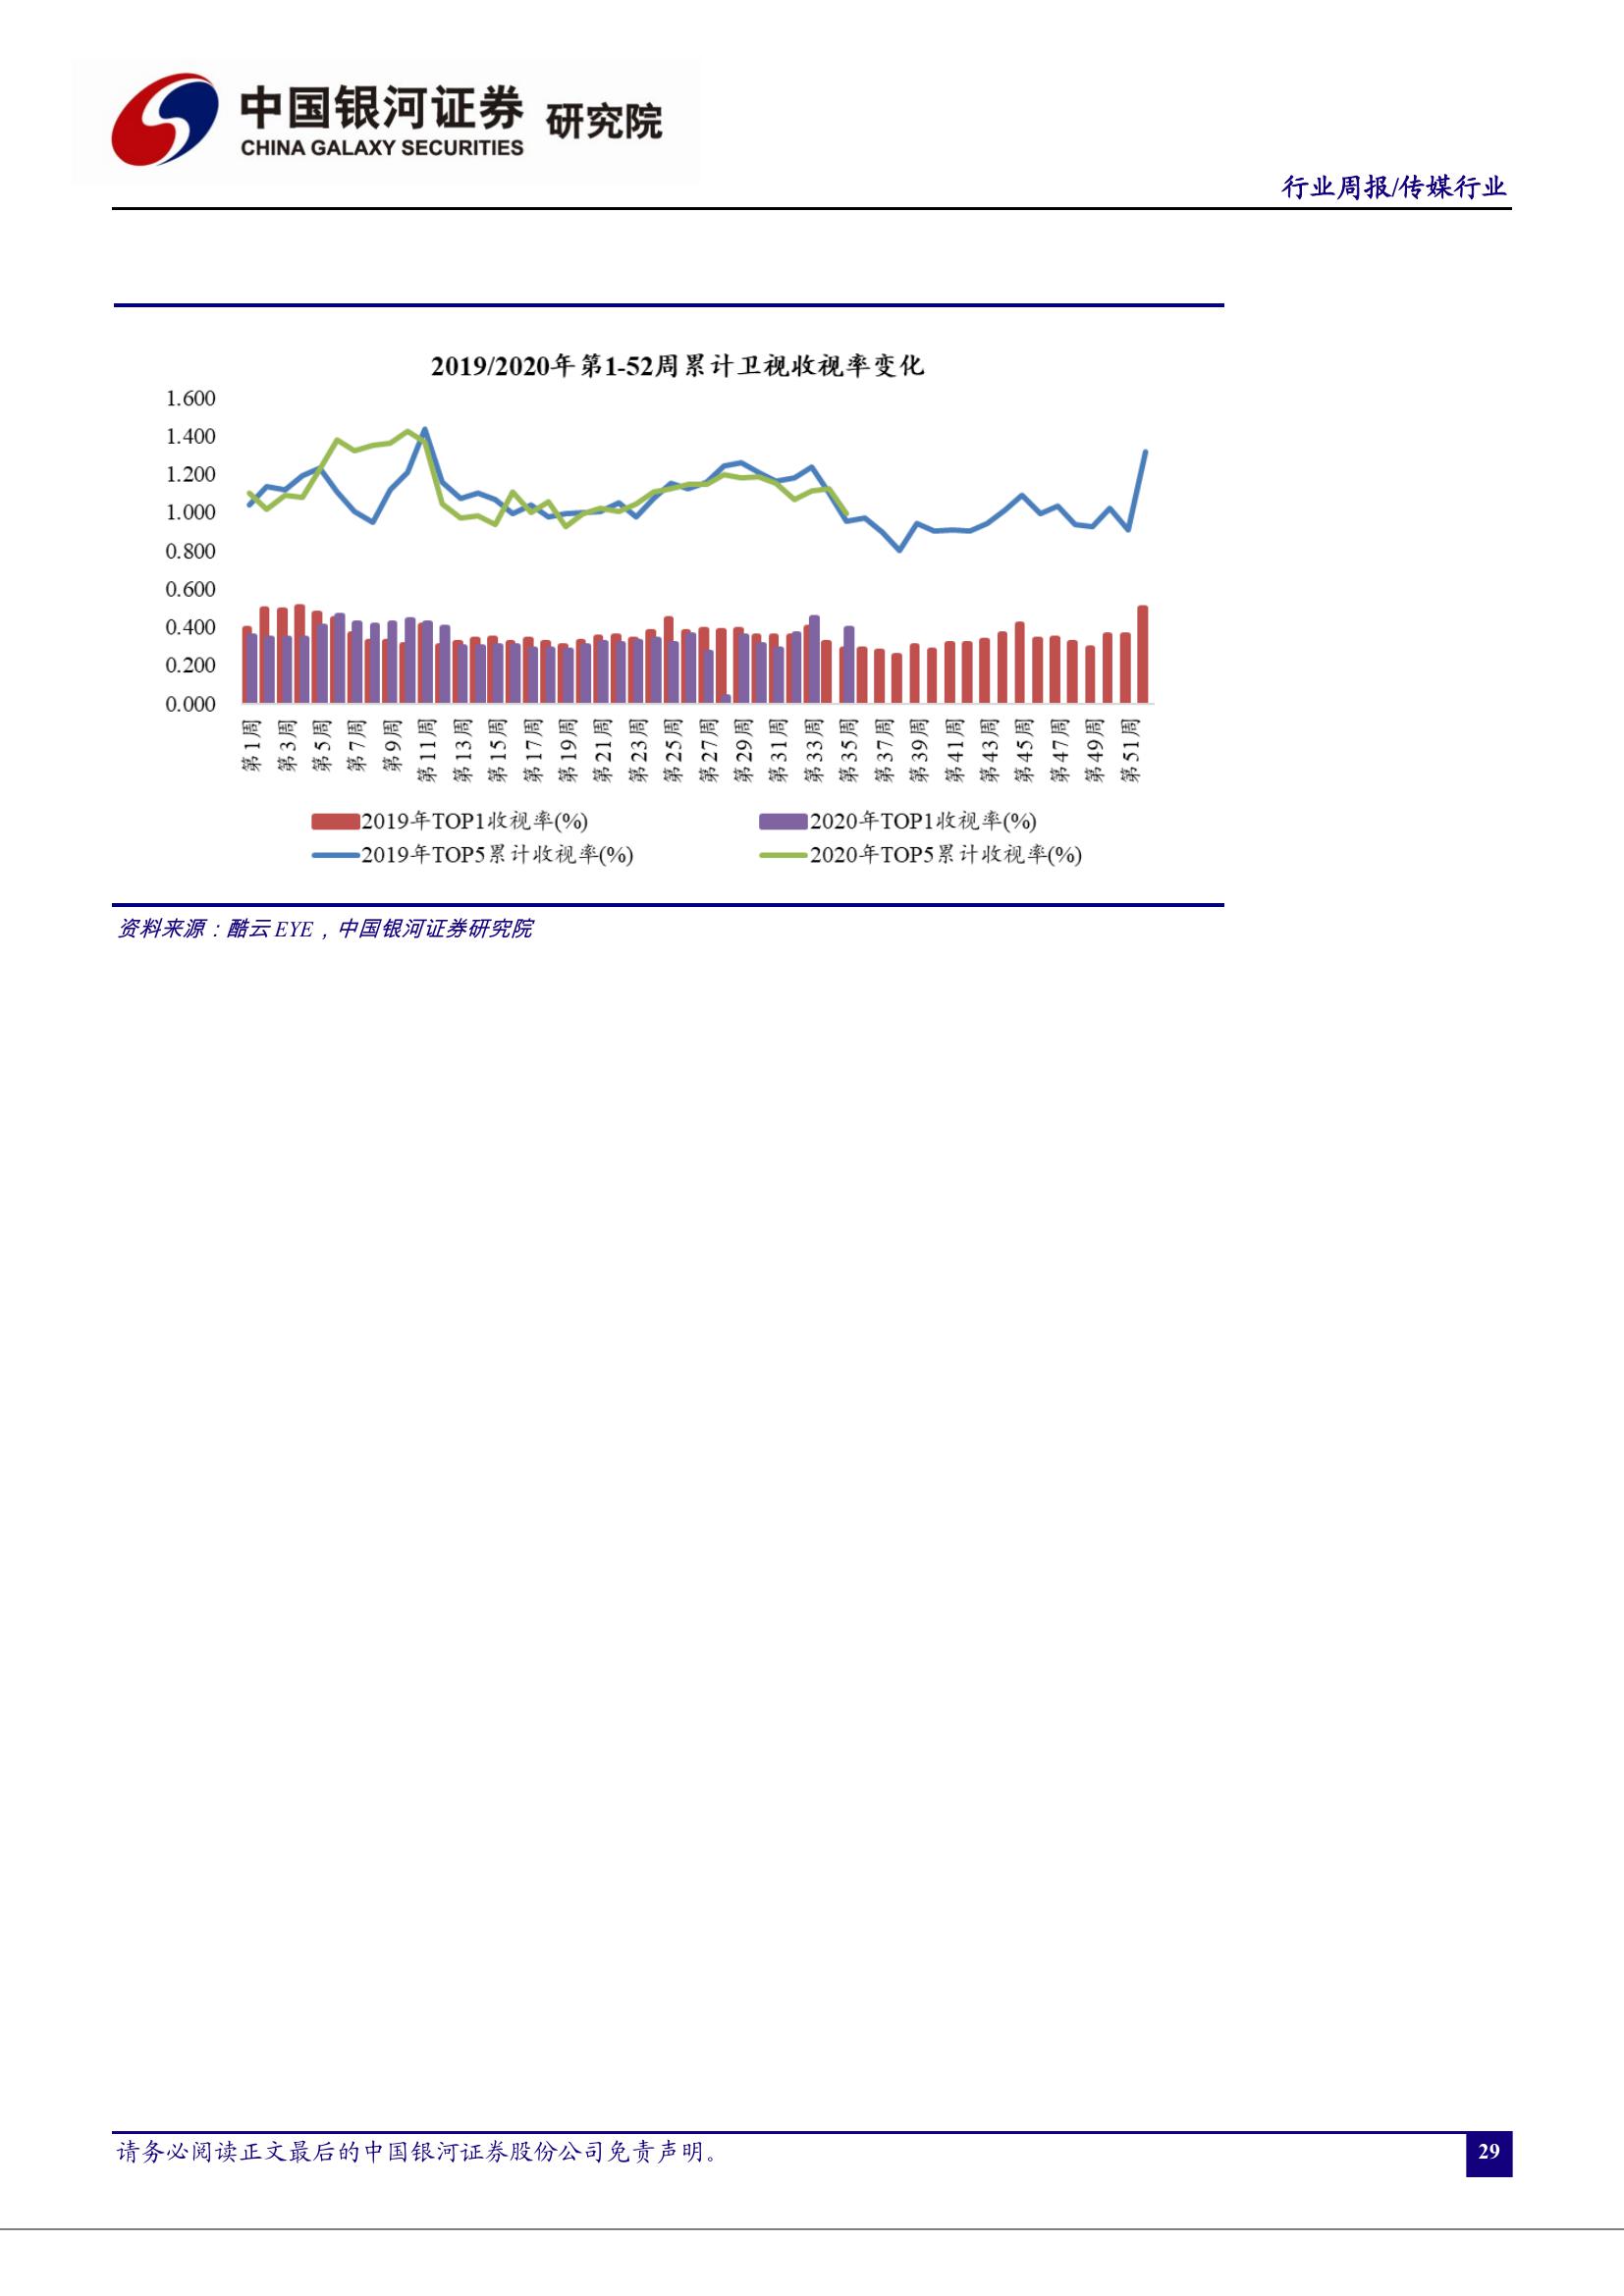 中国银河证券 研究院
CHINA GALAXY SECURITIES
行业周报/传媒行业
2019/2020年第1-52周累计卫视收视率变化
1.600
1.400
1.200
1.000
0.800
0.600
0.400
0.200
0.000
第1周
第3周
第5周
第7周
第9周
第11周
第13周
第15周
第17周
第19周
第21周
第23周
第25周
第27周
第29周
第31周
第33周
第35周
第37周
第39周
第41周
第43周
第45周
第47周
第49周
第51周
2019年TOP1收视率(%)
2020年TOP1收视率(%)
2019年TOP5累计收视率(%)
2020年TOP5累计收视率(%)
资料来源：酷云 EYE，中国银河证券研究院
请务必阅读正文最后的中国银河证券股份公司免责声明。
29